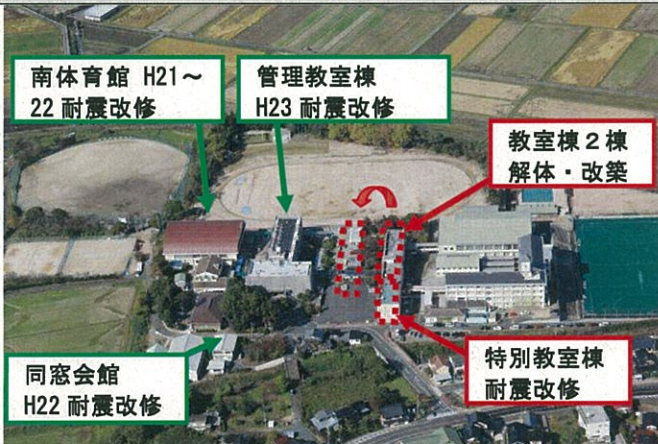 南体育館 H21～
22 耐震改修
管理教室棟
H23 耐震改修
教室棟２棟
解体・改築
同窓会館
H22 耐震改修
特別教室棟
耐震改修